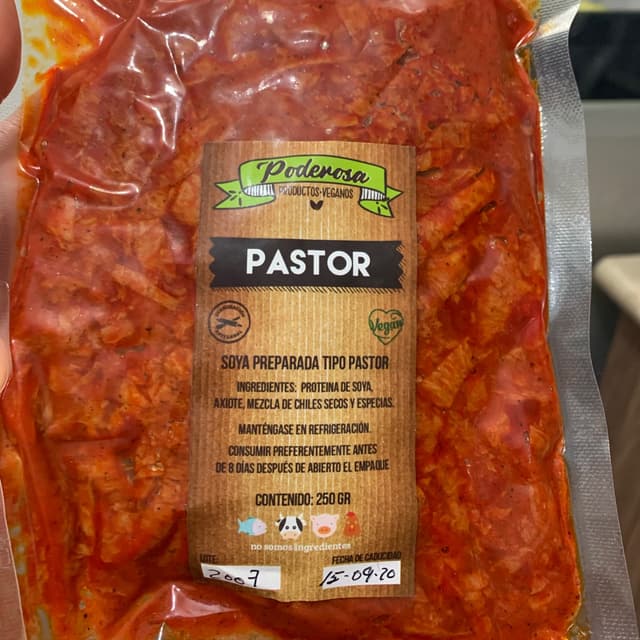 Poderosa
PRODUCTOS·VEGANOS
PASTOR
Vegan
SOYA PREPARADA TIPO PASTOR
INGREDIENTES: PROTEINA DE SOYA,
AXIOTE, MEZCLA DE CHILES SECOS Y ESPECIAS.
MANTÉNGASE EN REFRIGERACIÓN.
CONSUMIR PREFERENTEMENTE ANTES
DE 8 DÍAS DESPUÉS DE ABIERTO EL EMPAQUE
CONTENIDO: 250 GR
no somos ingredientes
LOTE: FECHA DE CADUCIDAD
2007 15-09-20